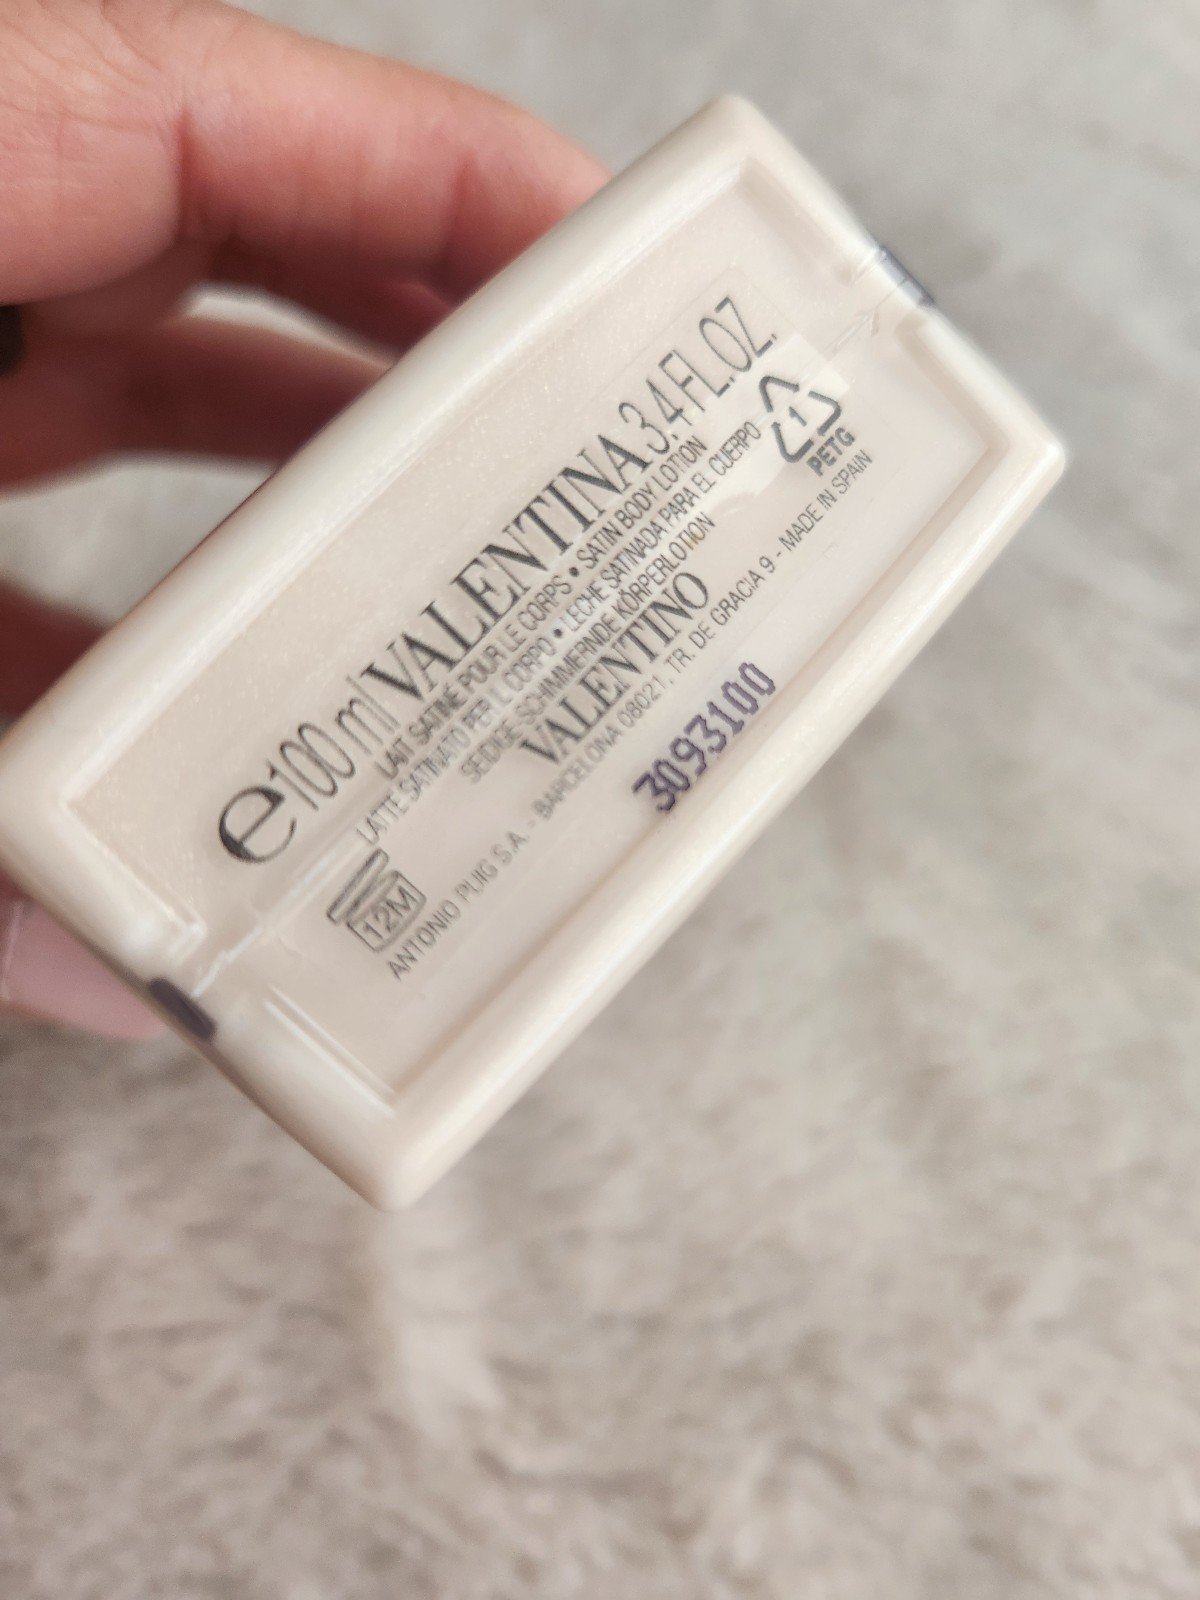 e 100 ml VALENTINA 3,4 FL.OZ.
LAIT SATINÉ POUR LE CORPS • SATIN BODY LOTION
LATTE SATINATO PER IL CORPO • LECHE SATINADA PARA EL CUERPO
SEIDIGE SCHIMMERNDE KÖRPERLOTION
VALENTINO
12M
1
PETG
ANTONIO PUIG S.A. - BARCELONA 08021, TR. DE GRACIA 9 - MADE IN SPAIN
3093100